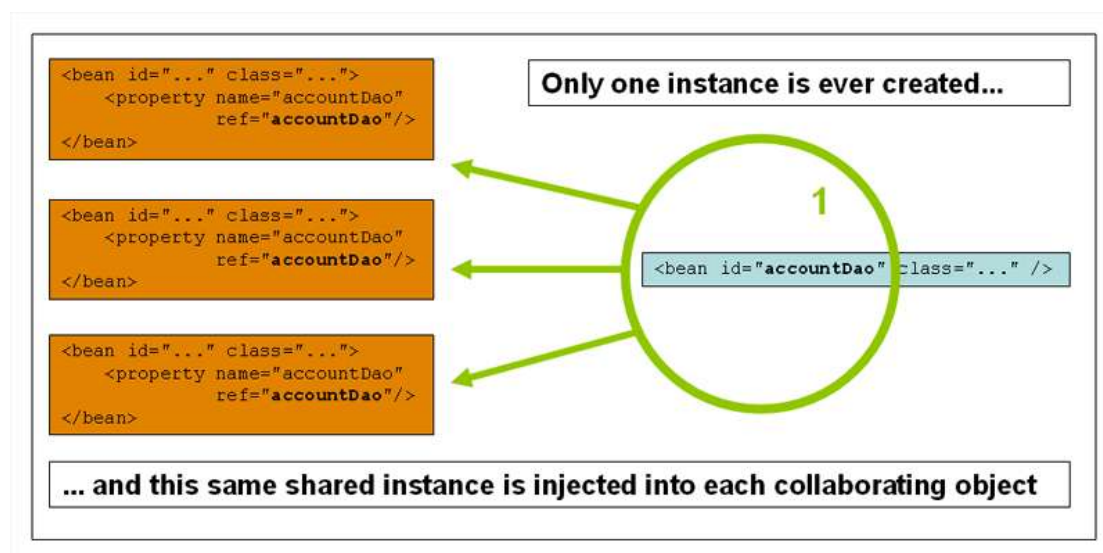 <bean id="..." class="...">
<property name="accountDao"
ref="accountDao"/>
</bean>
Only one instance is ever created...
<bean id="..." class="...">
<property name="accountDao"
ref="accountDao"/>
</bean>
1
<bean id="accountDao" class="..." />
<bean id="..." class="...">
<property name="accountDao"
ref="accountDao"/>
</bean>
... and this same shared instance is injected into each collaborating object